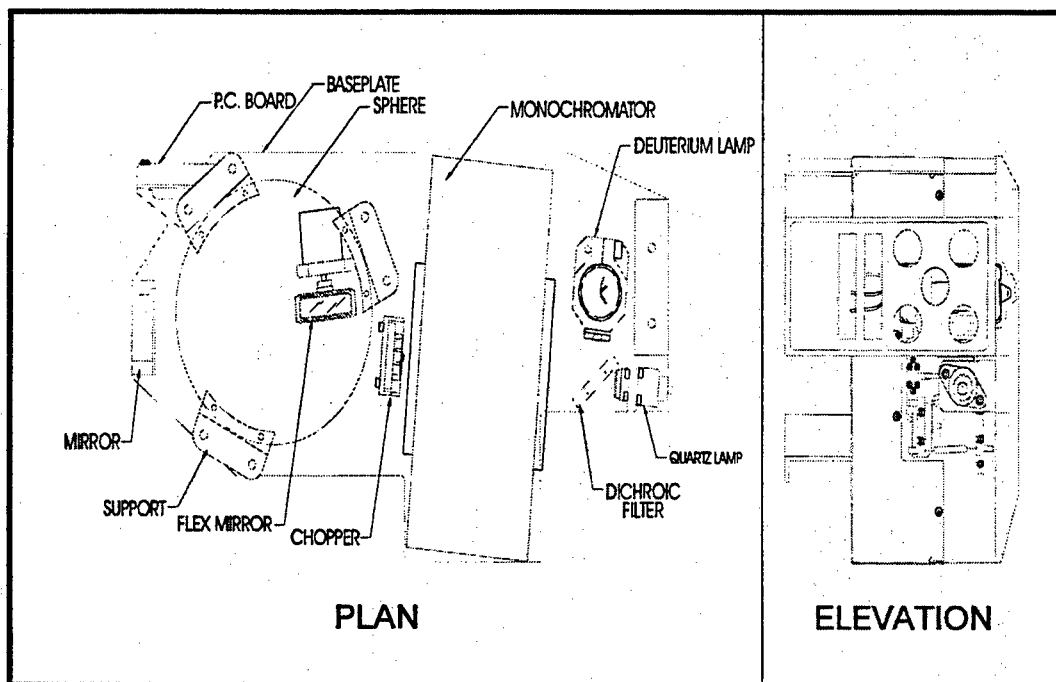 P.C. BOARD
BASEPLATE
SPHERE
MONOCHROMATOR
DEUTERIUM LAMP
MIRROR
SUPPORT
FLEX MIRROR
CHOPPER
QUARTZ LAMP
DICHROIC
FILTER
PLAN
ELEVATION